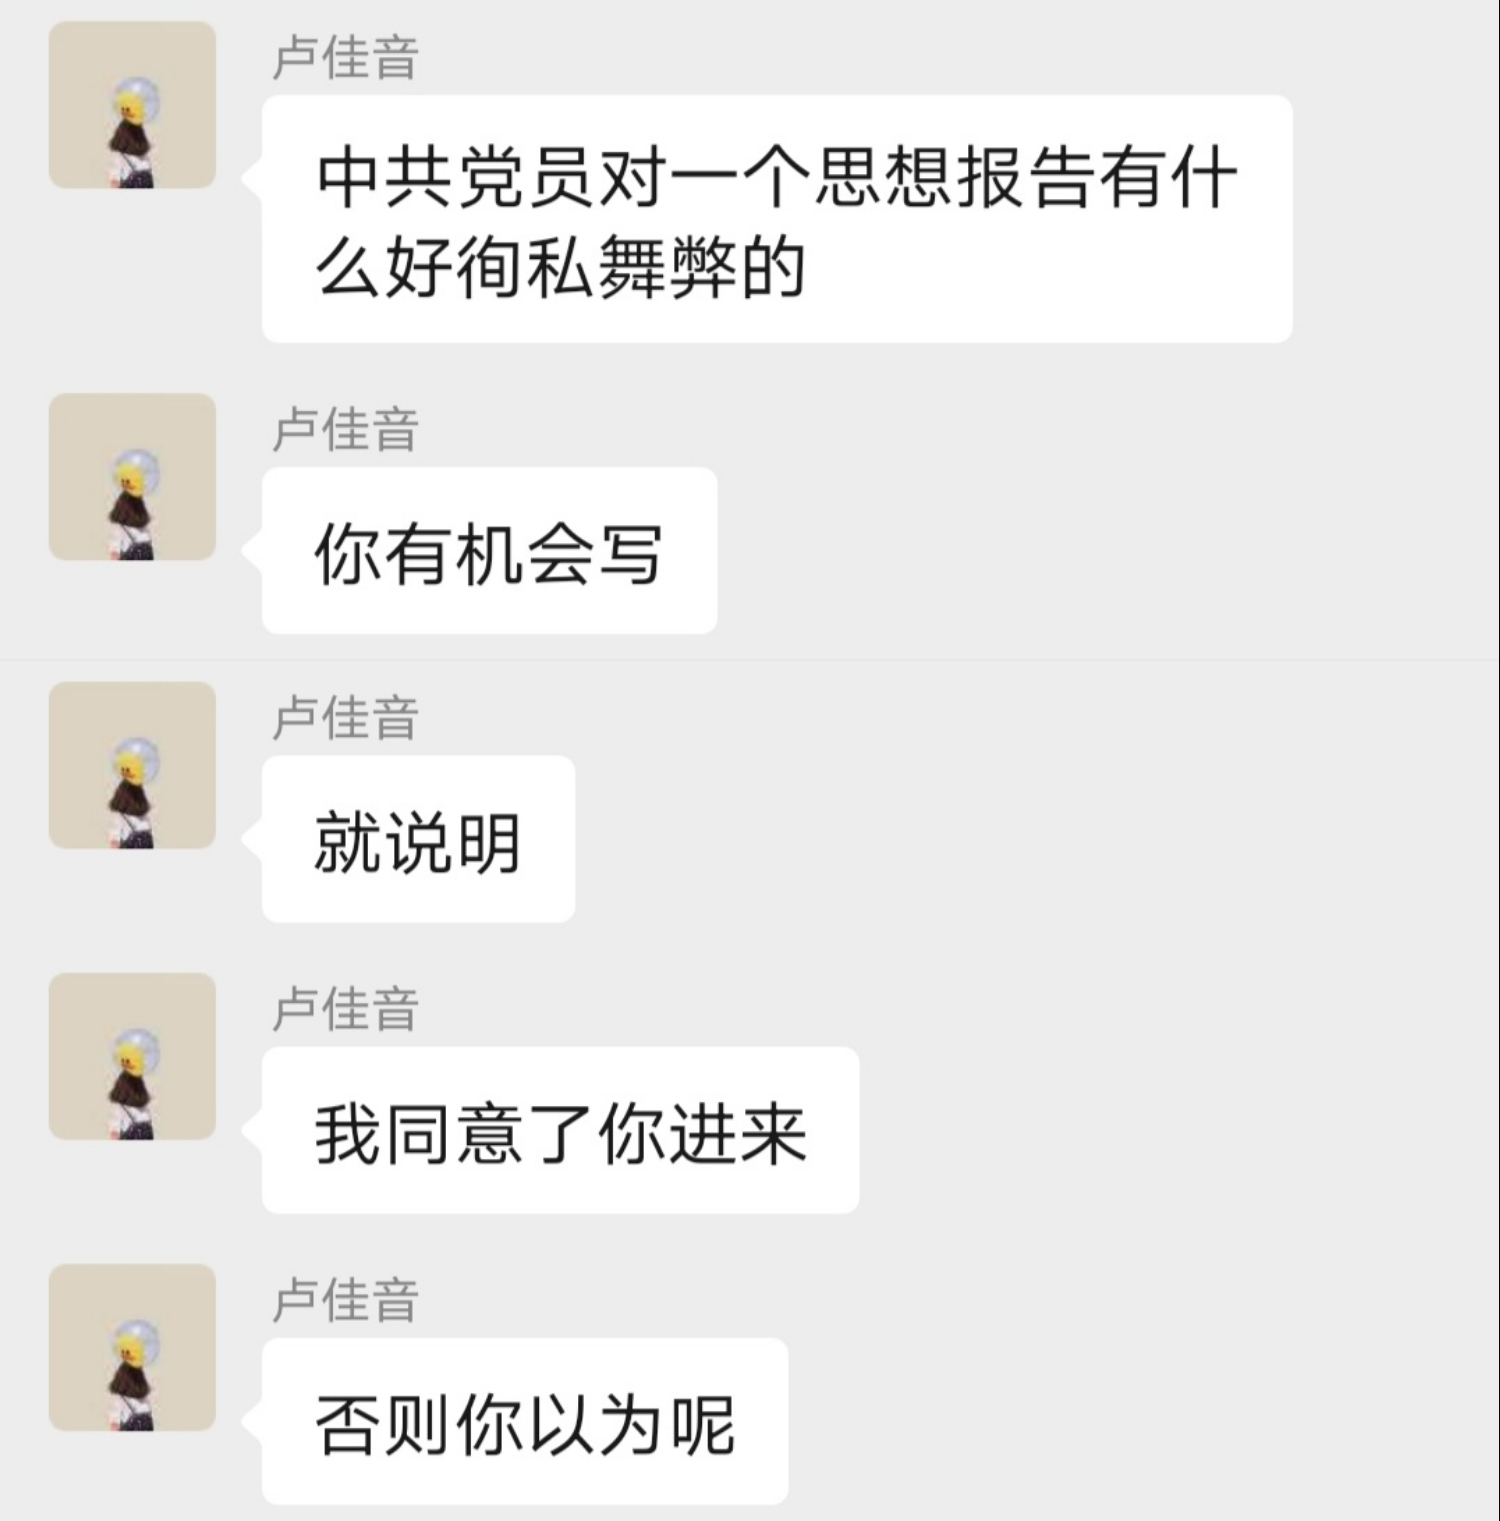 卢佳音
中共党员对一个思想报告有什
么好徇私舞弊的
卢佳音
你有机会写
卢佳音
就说明
卢佳音
我同意了你进来
卢佳音
否则你以为呢